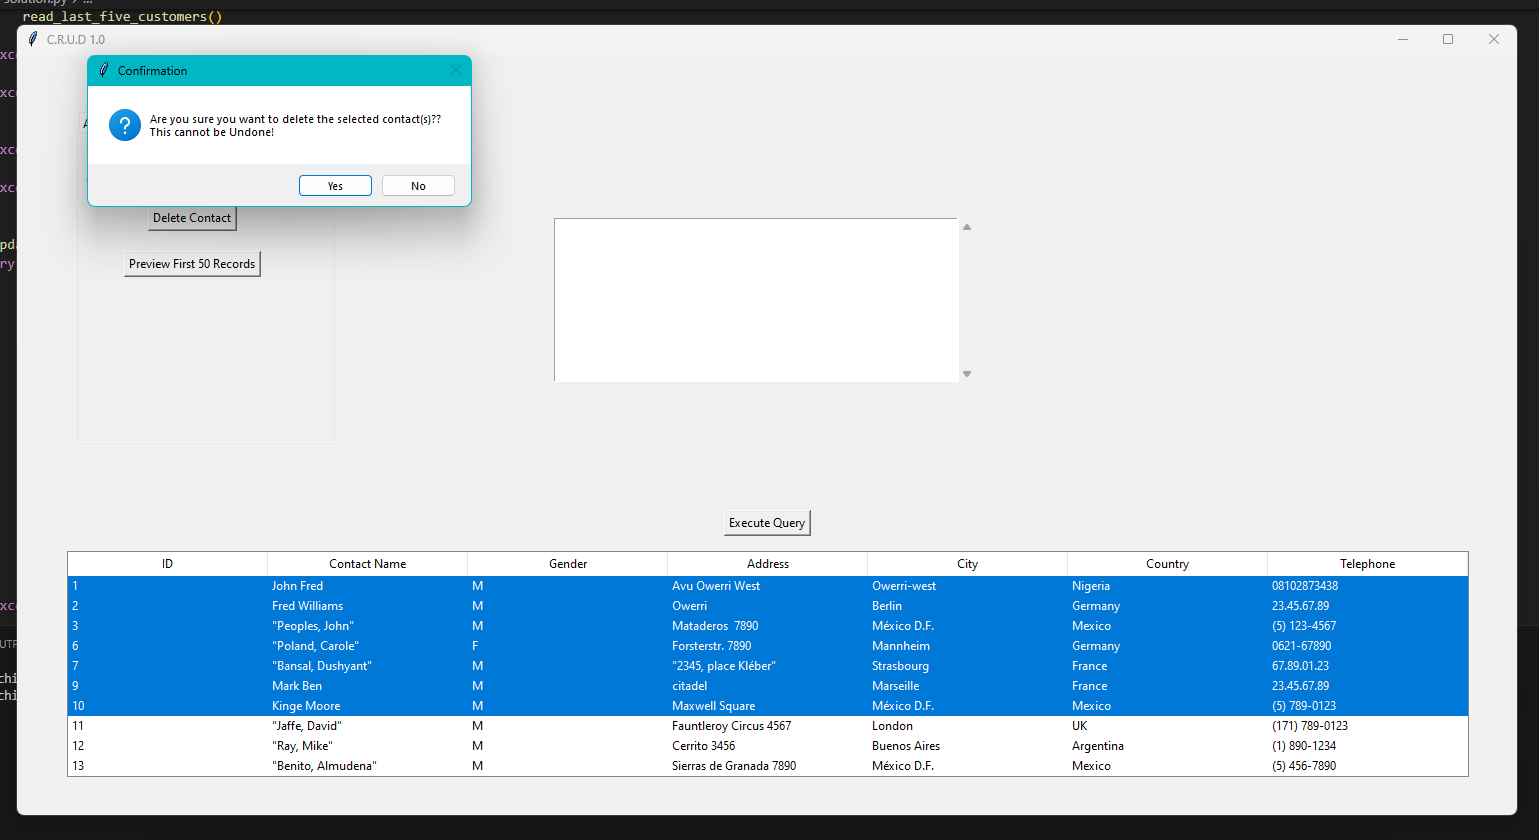 solution.py
read_last_five_customers()
C.R.U.D 1.0
Confirmation
Are you sure you want to delete the selected contact(s)??
This cannot be Undone!
Yes No
Delete Contact
Preview First 50 Records
Execute Query
ID Contact Name Gender Address City Country Telephone
1 John Fred M Avu Owerri West Owerri-west Nigeria 08102873438
2 Fred Williams M Owerri Berlin Germany 23.45.67.89
3 "Peoples, John" M Mataderos  7890 México D.F. Mexico (5) 123-4567
6 "Poland, Carole" F Forsterstr. 7890 Mannheim Germany 0621-67890
7 "Bansal, Dushyant" M "2345, place Kléber" Strasbourg France 67.89.01.23
9 Mark Ben M citadel Marseille France 23.45.67.89
10 Kinge Moore M Maxwell Square México D.F. Mexico (5) 789-0123
11 "Jaffe, David" M Fauntleroy Circus 4567 London UK (171) 789-0123
12 "Ray, Mike" M Cerrito 3456 Buenos Aires Argentina (1) 890-1234
13 "Benito, Almudena" M Sierras de Granada 7890 México D.F. Mexico (5) 456-7890